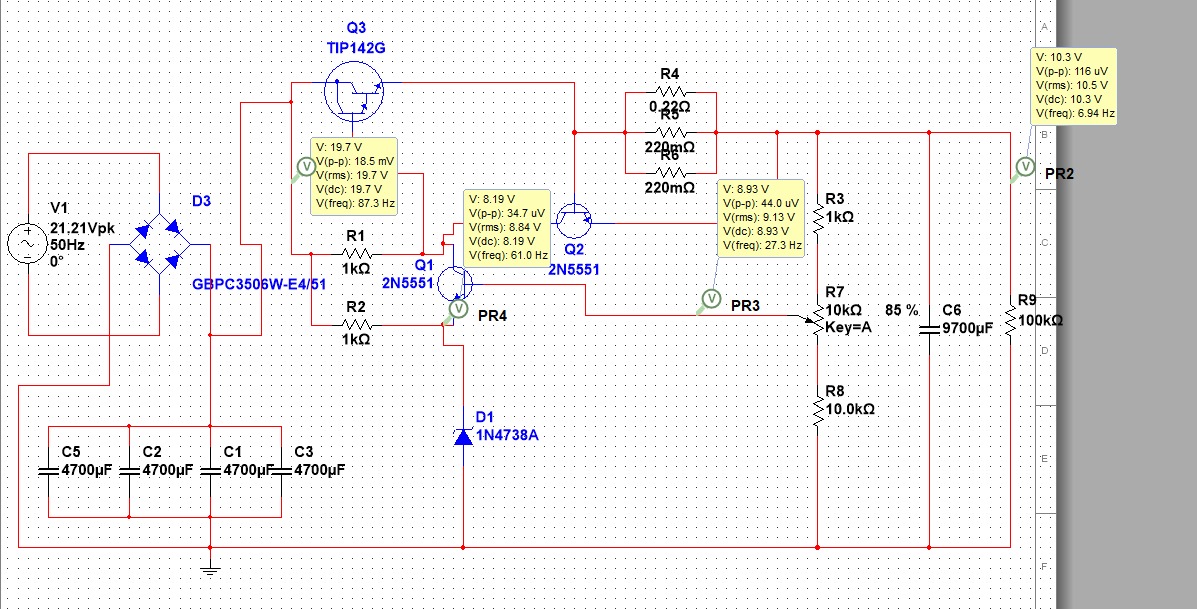 Q3
TIP142G
A
V: 10.3 V
V(p-p): 116 uV
V(rms): 10.5 V
V(dc): 10.3 V
V(freq): 6.94 Hz
R4
0.22Ω
R5
220mΩ
R6
220mΩ
B
PR2
V: 19.7 V
V(p-p): 18.5 mV
V(rms): 19.7 V
V(dc): 19.7 V
V(freq): 87.3 Hz
V
V
V: 8.19 V
V(p-p): 34.7 uV
V(rms): 8.84 V
V(dc): 8.19 V
V(freq): 61.0 Hz
V: 8.93 V
V(p-p): 44.0 uV
V(rms): 9.13 V
V(dc): 8.93 V
V(freq): 27.3 Hz
V1
21.21Vpk
50Hz
0°
D3
GBPC3506W-E4/51
R3
1kΩ
R1
1kΩ
Q1
2N5551
Q2
2N5551
C
R2
1kΩ
V
PR4
V
PR3
R7
10kΩ
Key=A
85 %
C6
9700µF
R9
100kΩ
D
R8
10.0kΩ
D1
1N4738A
C5
4700µF
C2
4700µF
C1
4700µF
C3
4700µF
E
F